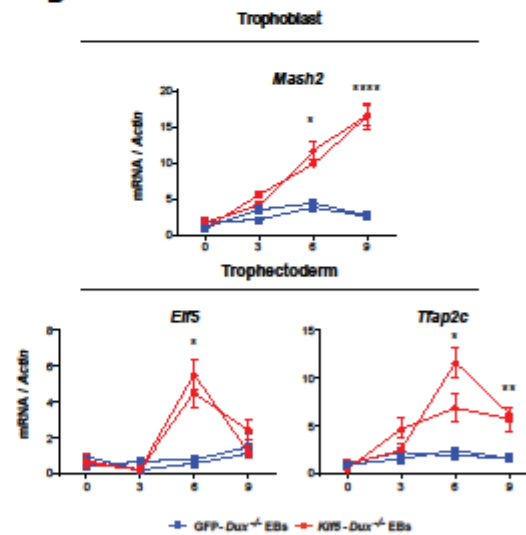 Trophoblast
Mash2
* ****
mRNA / Actin
20
15
10
5
0
0 3 6 9
Trophectoderm
Elf5
*
mRNA / Actin
8
6
4
2
0
0 3 6 9
Tfap2c
*
**
15
10
5
0
0 3 6 9
GFP-Dux-/- EBs Klf5-Dux-/- EBs